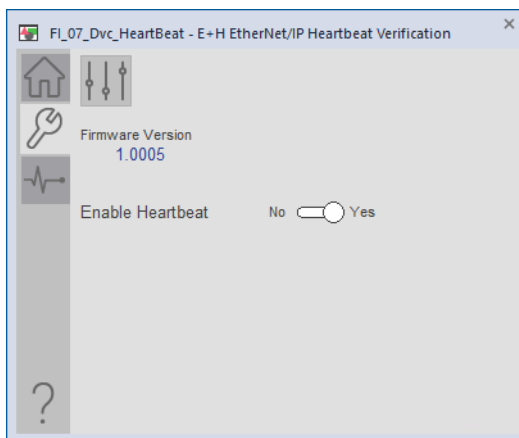 FI_07_Dvc_HeartBeat - E+H EtherNet/IP Heartbeat Verification
Firmware Version
1.0005
Enable Heartbeat No Yes
?